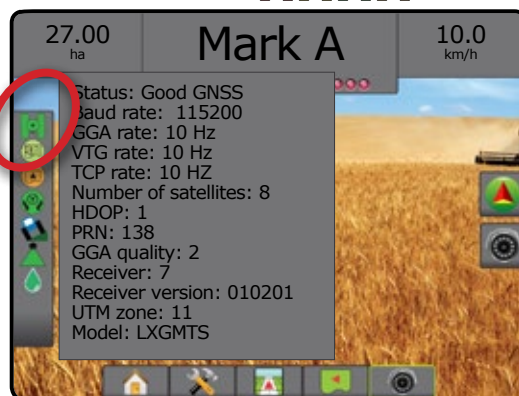 27.00
ha
Mark A
10.0
km/h
Status: Good GNSS
Baud rate: 115200
GGA rate: 10 Hz
VTG rate: 10 Hz
TCP rate: 10 HZ
Number of satellites: 8
HDOP: 1
PRN: 138
GGA quality: 2
Receiver: 7
Receiver version: 010201
UTM zone: 11
Model: LXGMTS